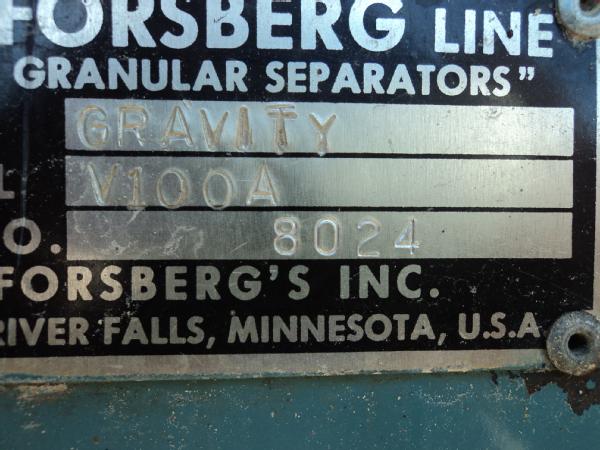 FORSBERG LINE
GRANULAR SEPARATORS”
GRAVITY
L V100A
O. 8024
FORSBERG'S INC.
RIVER FALLS, MINNESOTA, U.S.A